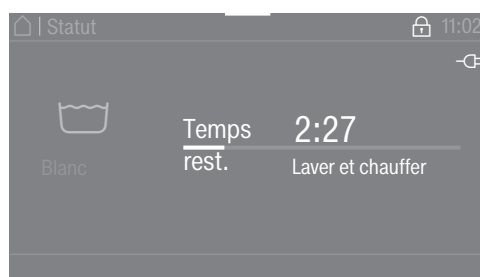 | Statut 11:02
Temps 2:27
rest. Laver et chauffer
Blanc